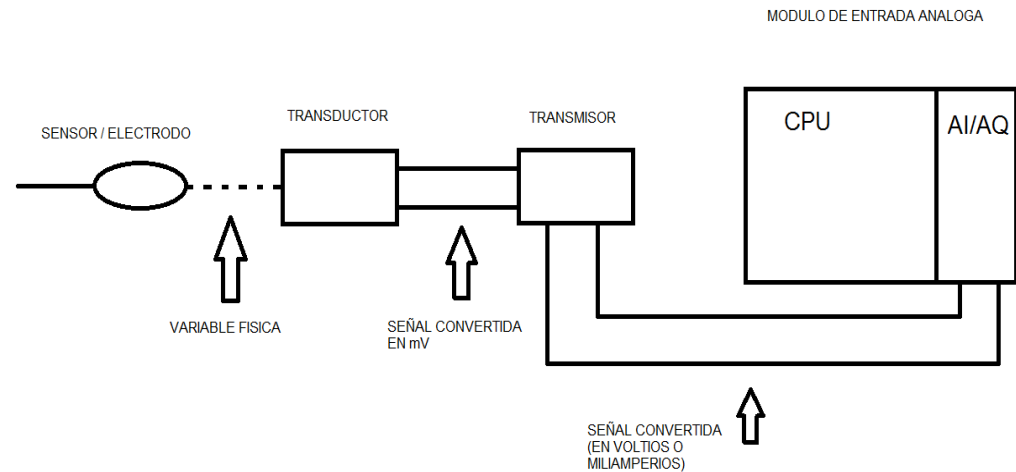 MODULO DE ENTRADA ANALOGA
SENSOR / ELECTRODO
TRANSDUCTOR
TRANSMISOR
CPU
AI/AQ
VARIABLE FISICA
SEÑAL CONVERTIDA
EN mV
SEÑAL CONVERTIDA
(EN VOLTIOS O
MILIAMPERIOS)